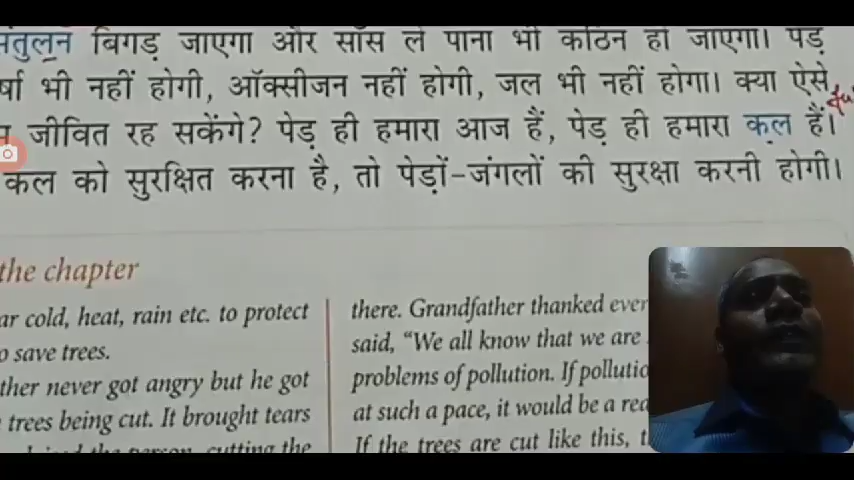 संतुलन बिगड़ जाएगा और साँस ले पाना भी कठिन हो जाएगा। पेड़
र्षा भी नहीं होगी, ऑक्सीजन नहीं होगी, जल भी नहीं होगा। क्या ऐसे
जीवित रह सकेंगे? पेड़ ही हमारा आज हैं, पेड़ ही हमारा कल हैं।
कल को सुरक्षित करना है, तो पेड़ों-जंगलों की सुरक्षा करनी होगी।
the chapter
ar cold, heat, rain etc. to protect
o save trees.
ther never got angry but he got
trees being cut. It brought tears
the person, cutting the
there. Grandfather thanked ever
said, “We all know that we are
problems of pollution. If pollutio
at such a pace, it would be a rea
If the trees are cut like this, t